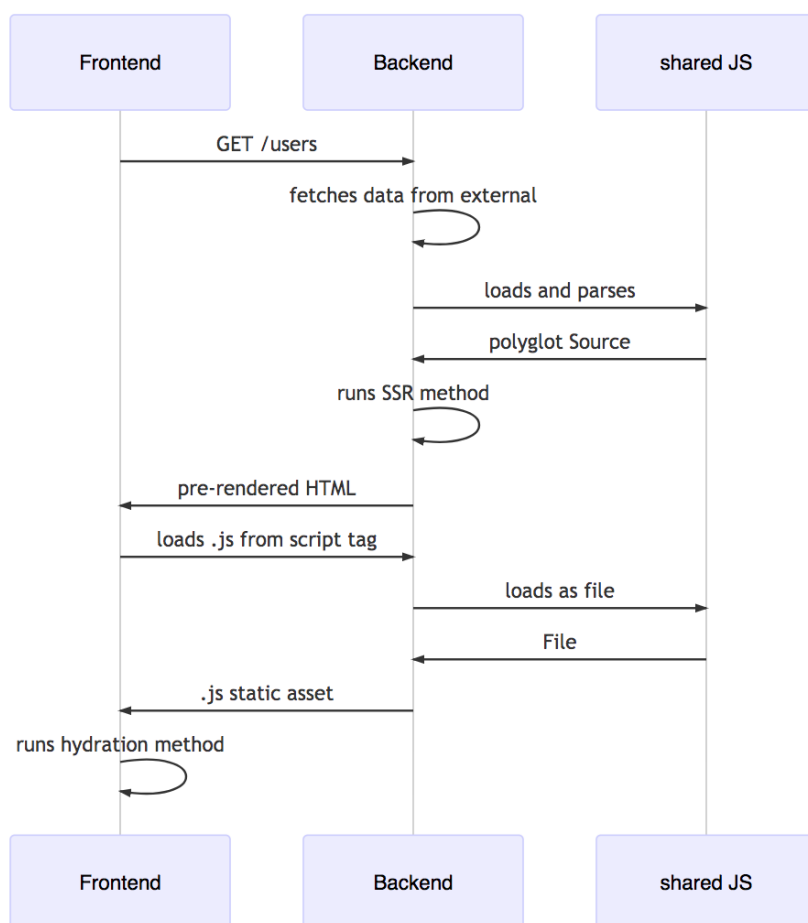 Frontend
Backend
shared JS
GET /users
fetches data from external
loads and parses
polyglot Source
runs SSR method
pre-rendered HTML
loads .js from script tag
loads as file
File
.js static asset
runs hydration method
Frontend
Backend
shared JS